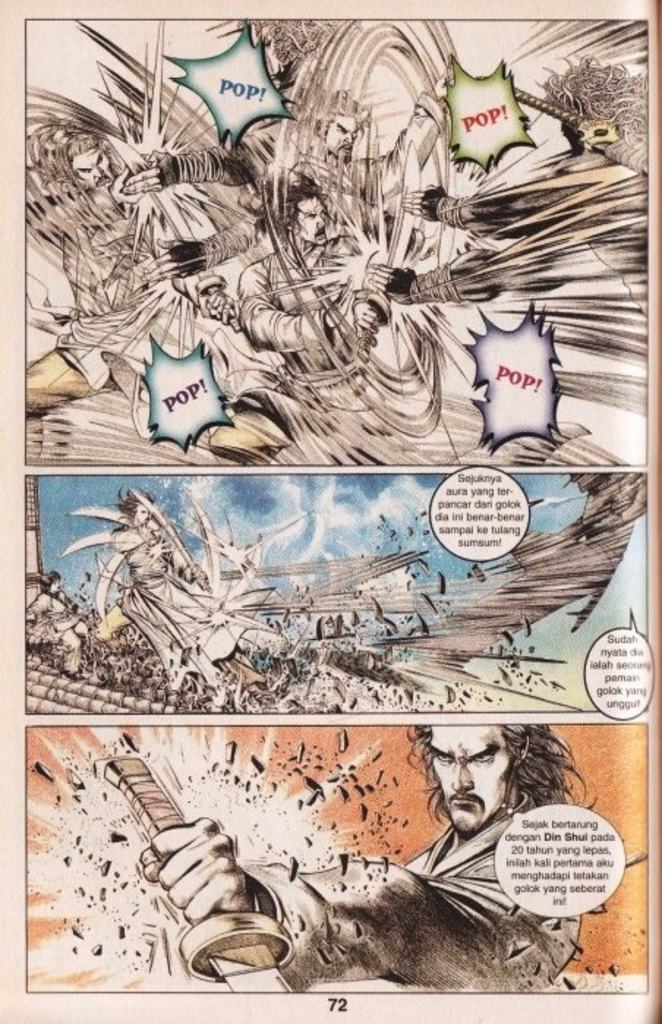 POP!
POP!
POP!
POP!
Sejuknya
aura yang ter-
pancar dari golok
dia ini benar-benar
sampai ke tulang
sumsum!
Sudah
nyata dia
ialah seorang
pemain
golok yang
unggul!
Sejak bertarung
dengan Din Shui pada
20 tahun yang lepas,
inilah kali pertama aku
menghadapi tetakan
golok yang seberat
ini!
72